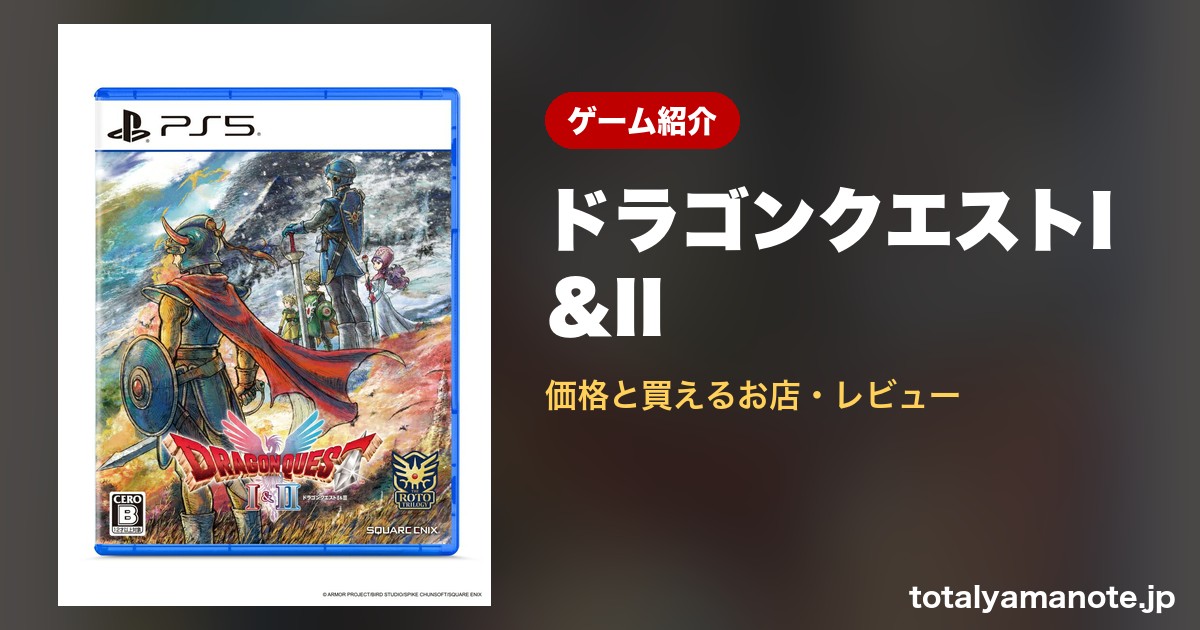 PS5
ゲーム紹介
ドラゴンクエストI
&II
価格と買えるお店・レビュー
DRAGON QUEST
I&II
ドラゴンクエストI&II
THE
ROTO
TRILOGY
CERO
B
SQUARE ENIX
© ARMOR PROJECT/BIRD STUDIO/SPIKE CHUNSOFT/SQUARE ENIX
totalyamanote.jp